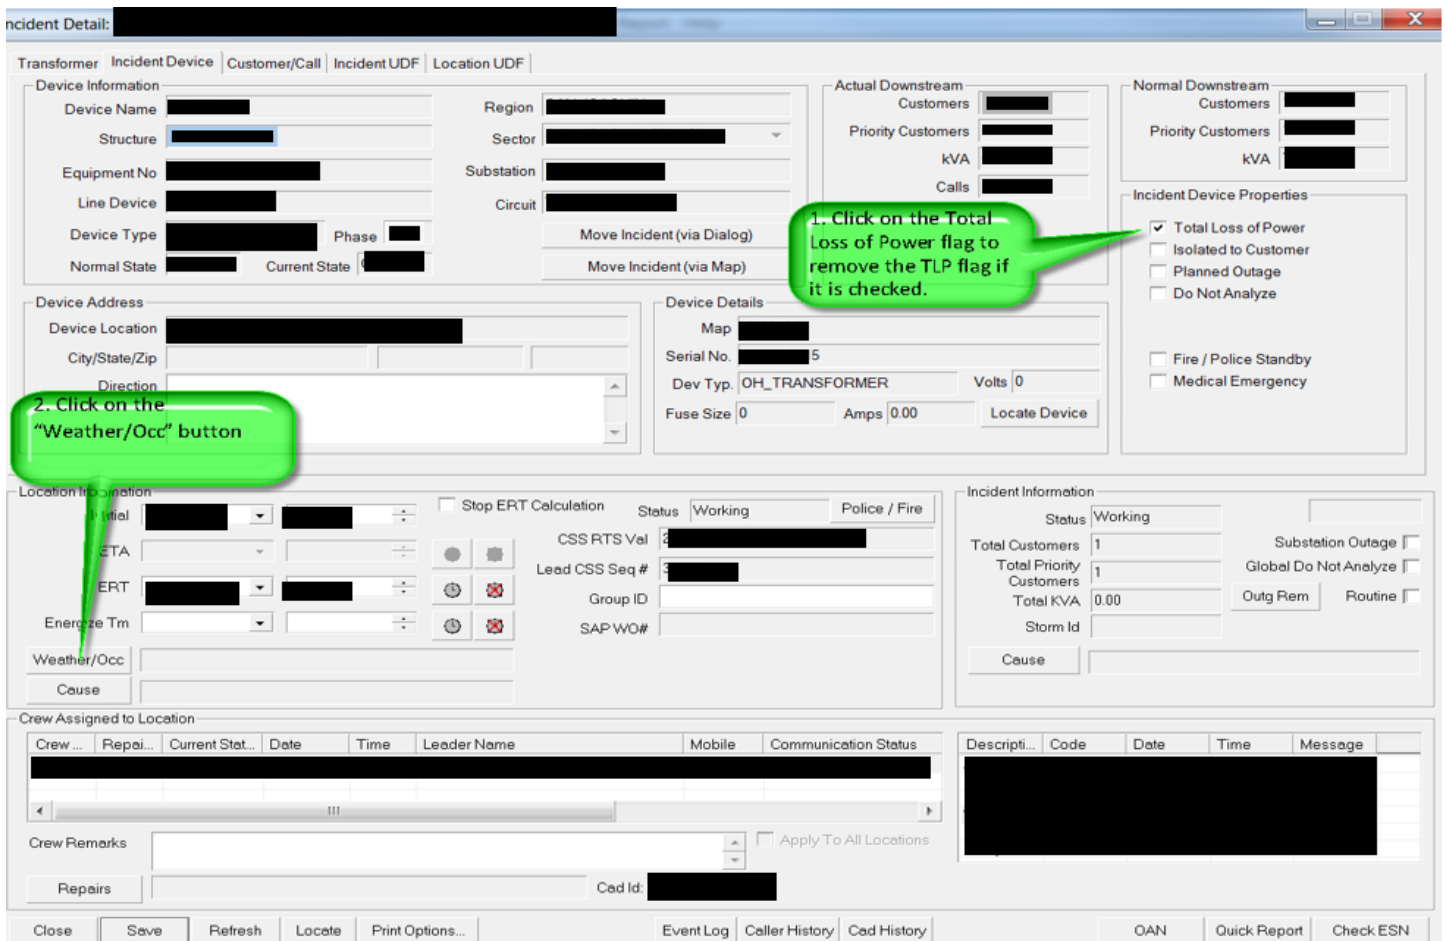 ncident Detail:
Transformer Incident Device Customer/Call Incident UDF Location UDF
Device Information
Device Name
Structure
Equipment No
Line Device
Device Type Phase
Normal State Current State
Region
Sector
Substation
Circuit
Move Incident (via Dialog)
Move Incident (via Map)
Actual Downstream
Customers
Priority Customers
kVA
Calls
Normal Downstream
Customers
Priority Customers
kVA
1. Click on the Total
Loss of Power flag to
remove the TLP flag if
it is checked.
Incident Device Properties
Total Loss of Power
Isolated to Customer
Planned Outage
Do Not Analyze
Fire / Police Standby
Medical Emergency
Device Address
Device Location
City/State/Zip
Direction
2. Click on the
“Weather/Occ” button
Device Details
Map
Serial No. 5
Dev Typ. OH_TRANSFORMER Volts 0
Fuse Size 0 Amps 0.00 Locate Device
Location Information
ETA
ERT
Energize Tm
Weather/Occ
Cause
Stop ERT Calculation Status Working Police / Fire
CSS RTS Val 2
Lead CSS Seq # 3
Group ID
SAP WO#
Incident Information
Status Working
Total Customers 1 Substation Outage
Total Priority
Customers 1 Global Do Not Analyze
Total KVA 0.00 Outg Rem Routine
Storm Id
Cause
Crew Assigned to Location
Crew ... Repai... Current Stat... Date Time Leader Name Mobile Communication Status
Descripti... Code Date Time Message
Crew Remarks Apply To All Locations
Repairs Cad Id:
Close Save Refresh Locate Print Options... Event Log Caller History Cad History OAN Quick Report Check ESN